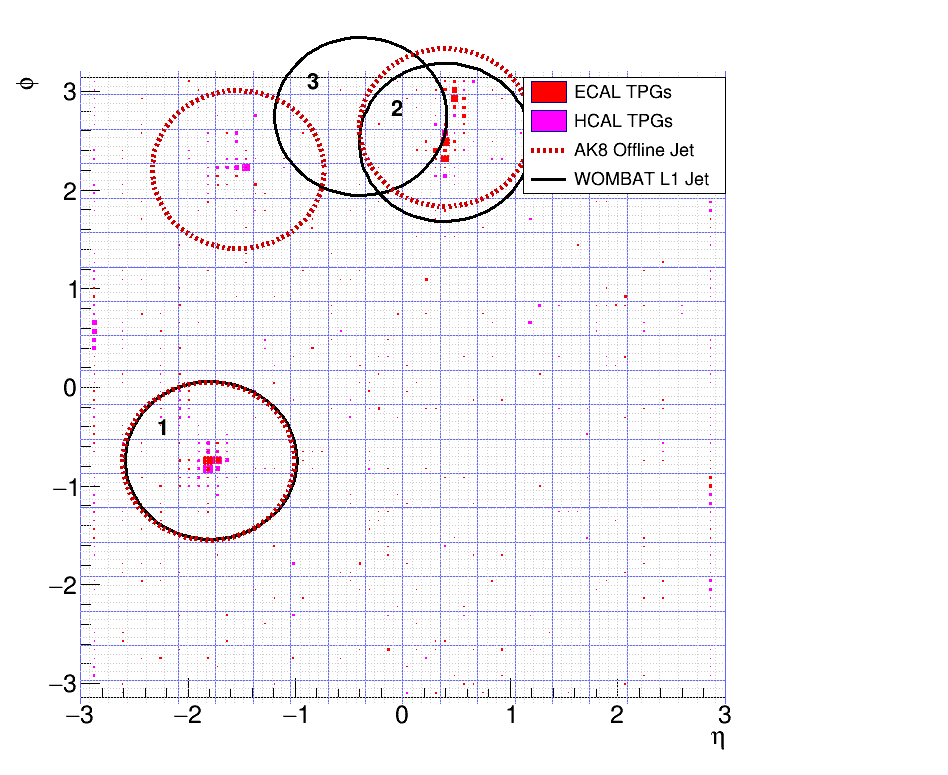 3
2
1
ECAL TPGs
HCAL TPGs
AK8 Offline Jet
WOMBAT L1 Jet
ϕ
3
2
1
0
−1
−2
−3
−3 −2 −1 0 1 2 3
η